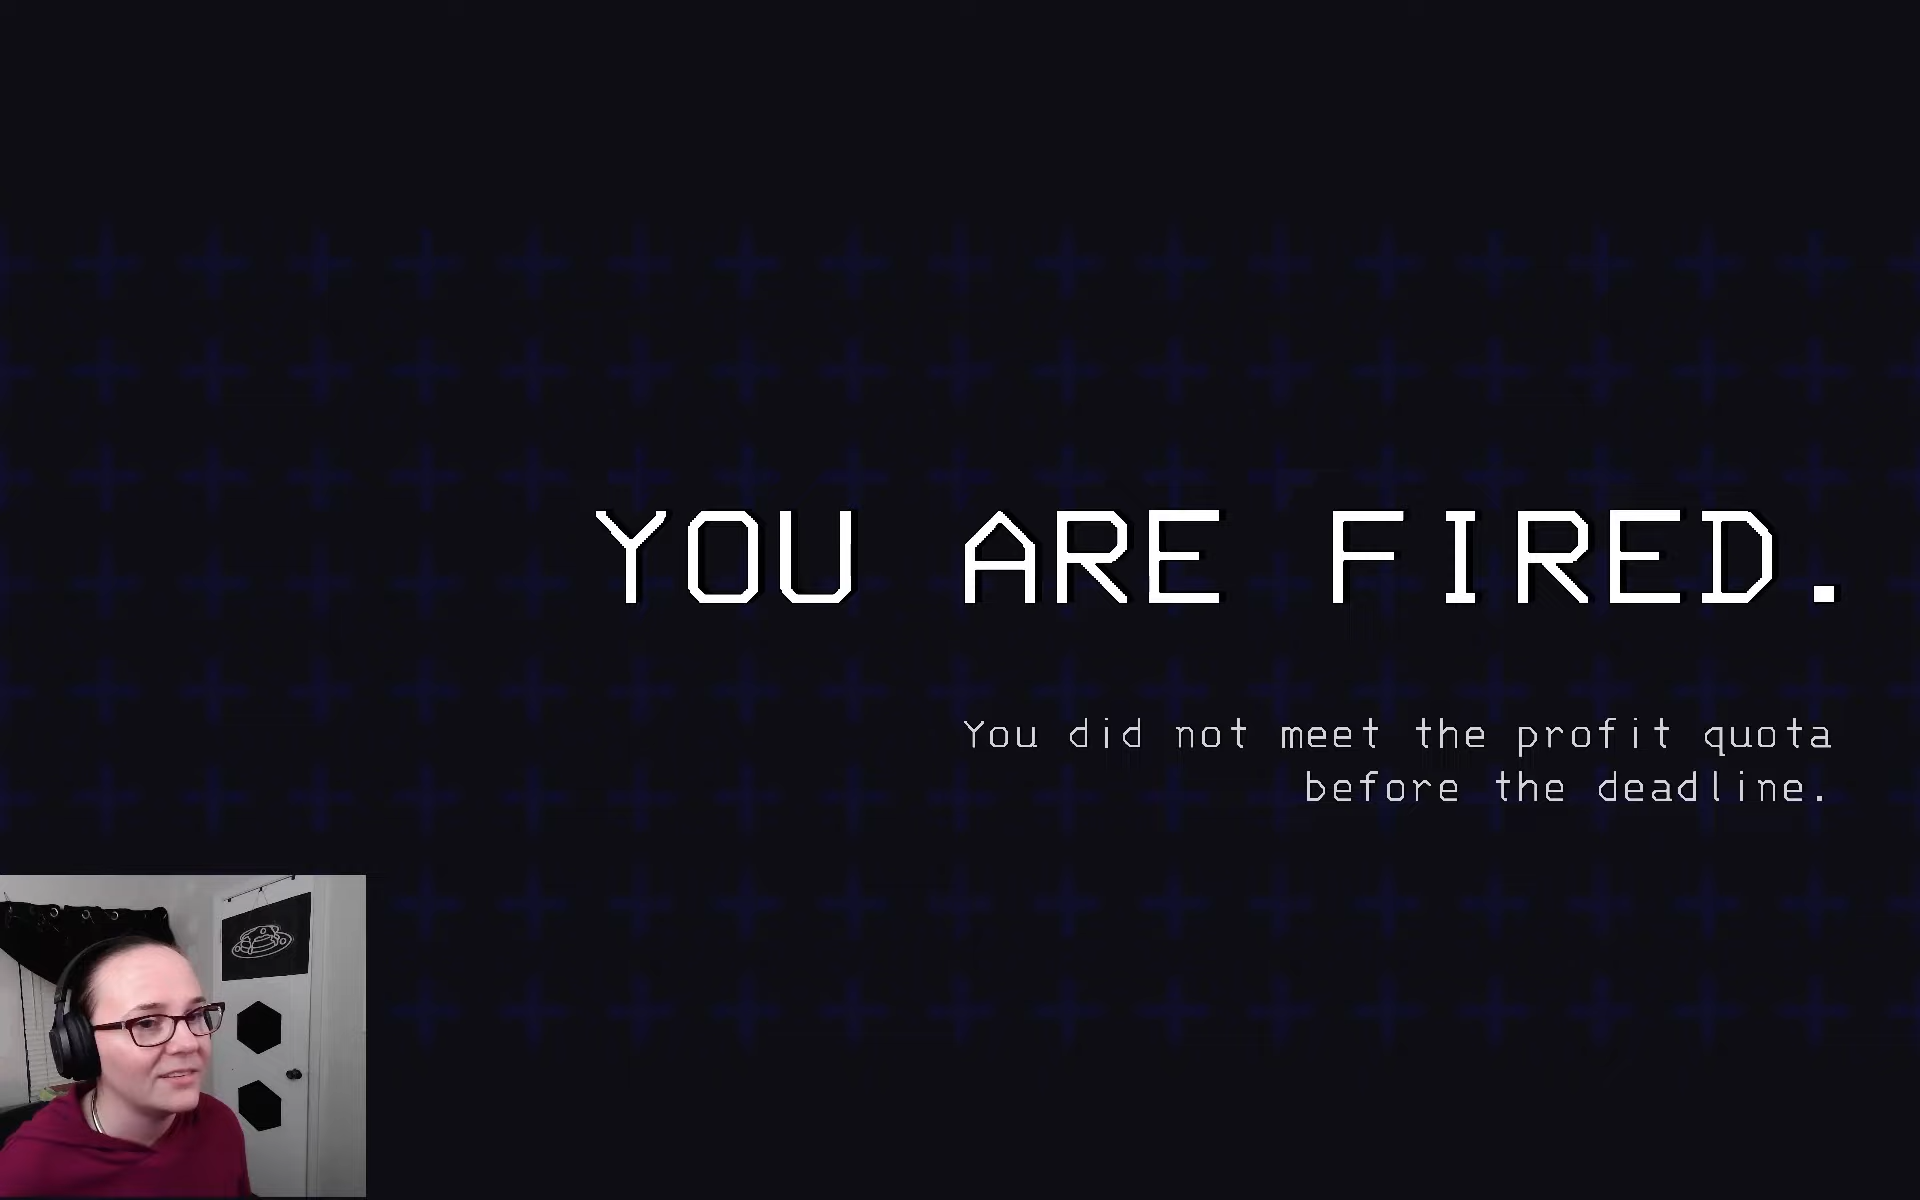 YOU ARE FIRED.
You did not meet the profit quota
before the deadline.